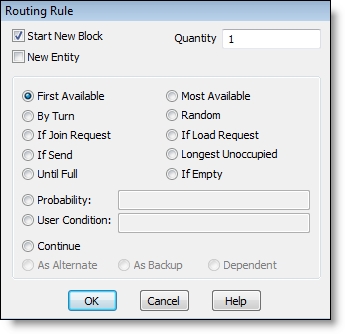 Routing Rule
Start New Block
Quantity 1
New Entity
First Available
Most Available
By Turn
Random
If Join Request
If Load Request
If Send
Longest Unoccupied
Until Full
If Empty
Probability:
User Condition:
Continue
As Alternate
As Backup
Dependent
OK
Cancel
Help